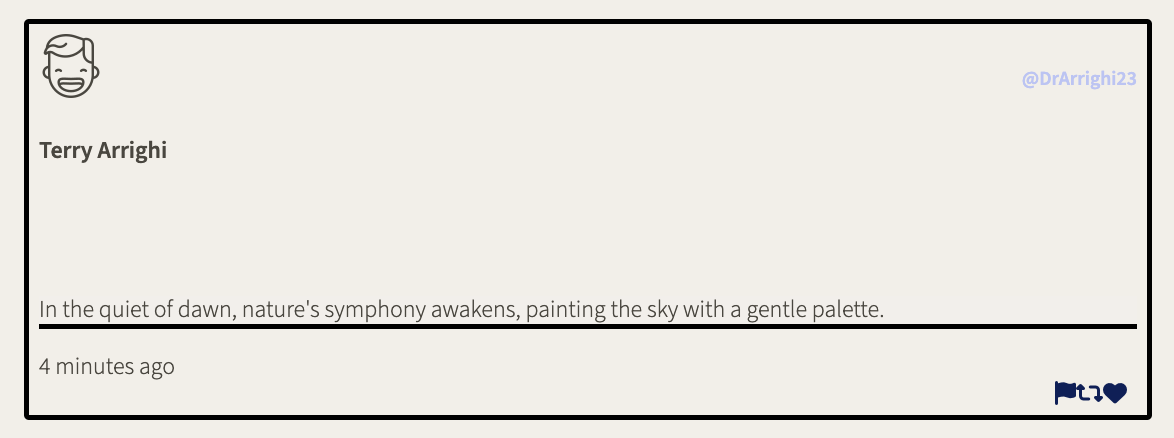 @DrArrighi23
Terry Arrighi
In the quiet of dawn, nature's symphony awakens, painting the sky with a gentle palette.
4 minutes ago